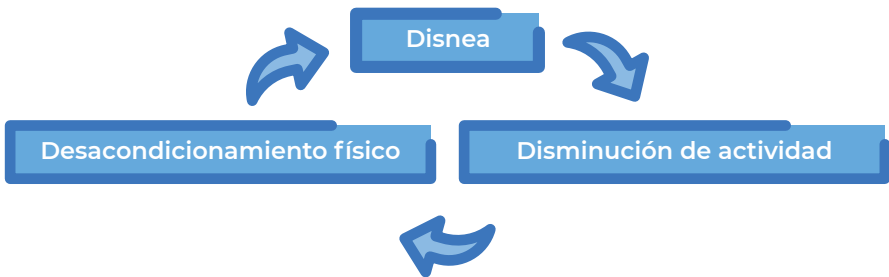 Disnea
Desacondicionamiento físico
Disminución de actividad